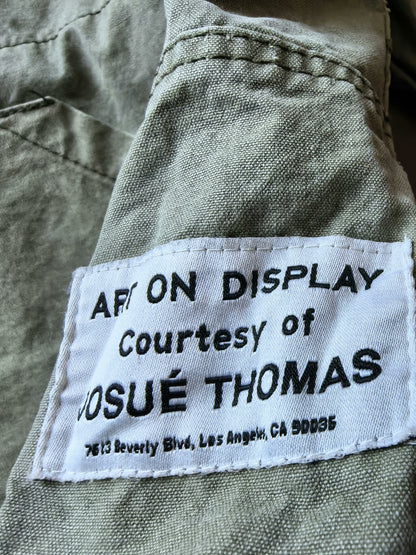 ART ON DISPLAY
Courtesy of
JOSUÉ THOMAS
7613 Beverly Blvd, Los Angeles, CA 90036